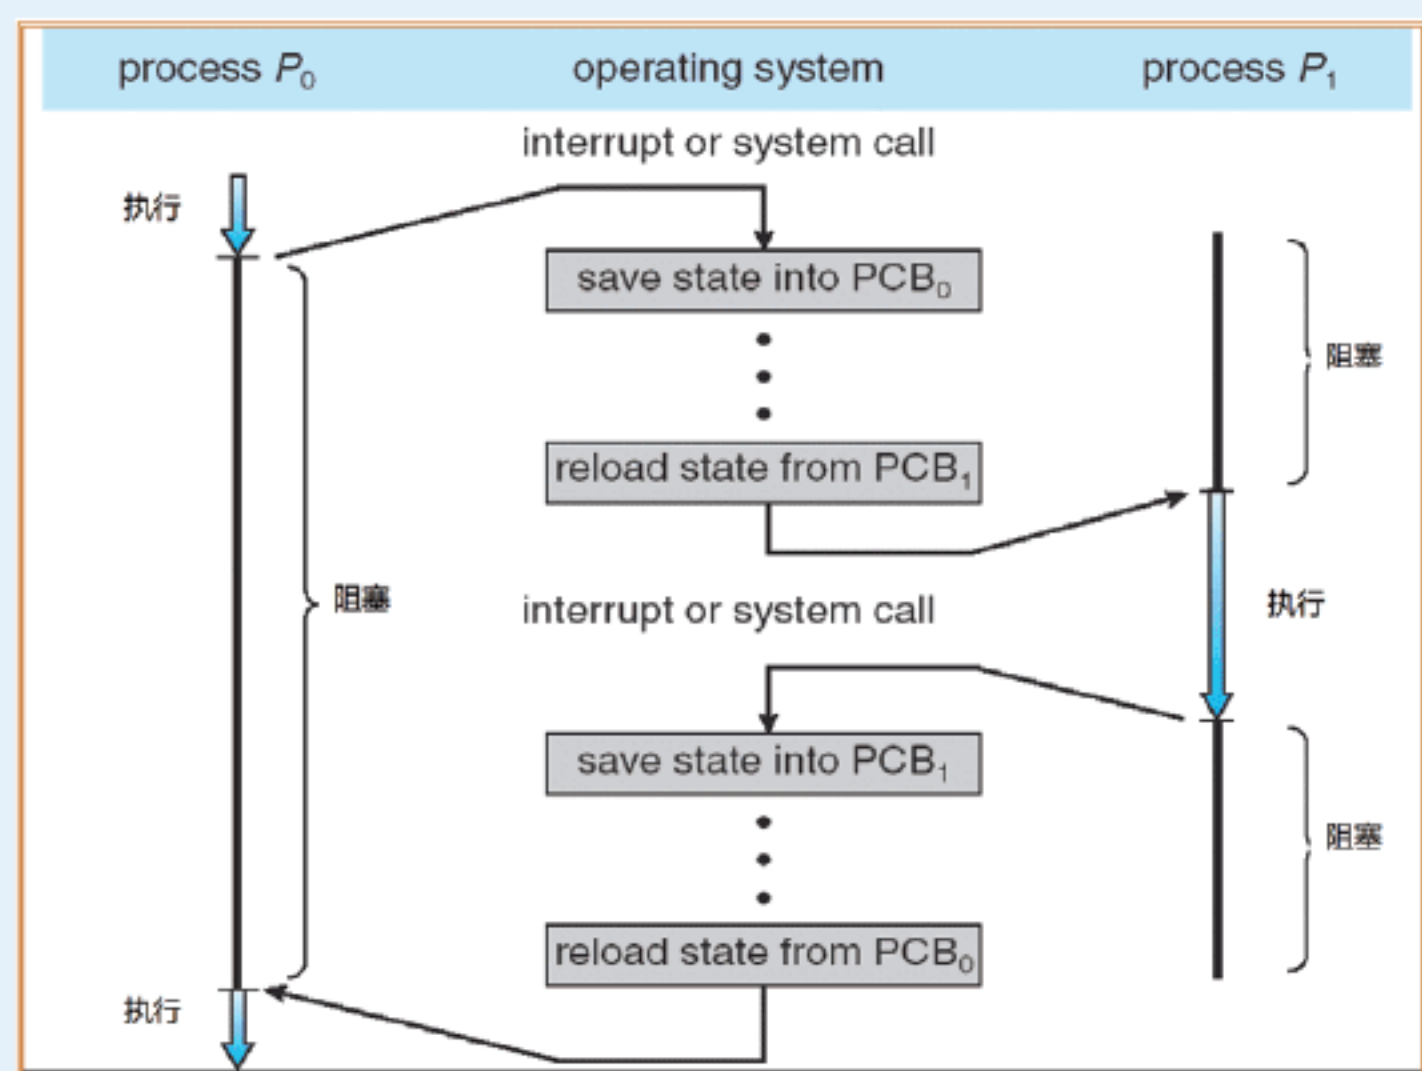 process P₀ operating system process P₁
interrupt or system call
执行
save state into PCB₀
阻塞
reload state from PCB₁
阻塞
interrupt or system call
执行
save state into PCB₁
阻塞
reload state from PCB₀
执行